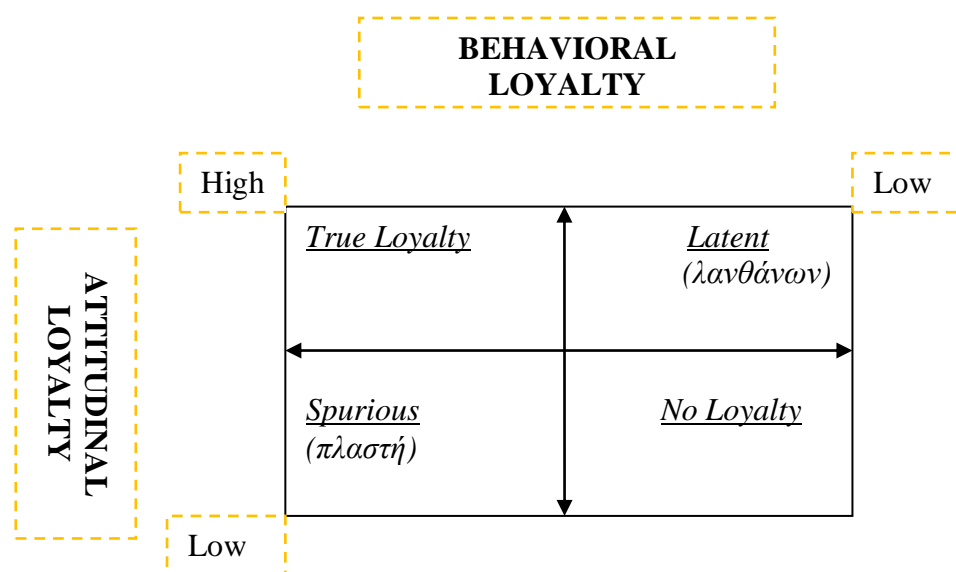 BEHAVIORAL
LOYALTY
High
Low
True Loyalty
Latent
(λανθάνων)
ATTITUDINAL
LOYALTY
Spurious
(πλαστή)
No Loyalty
Low